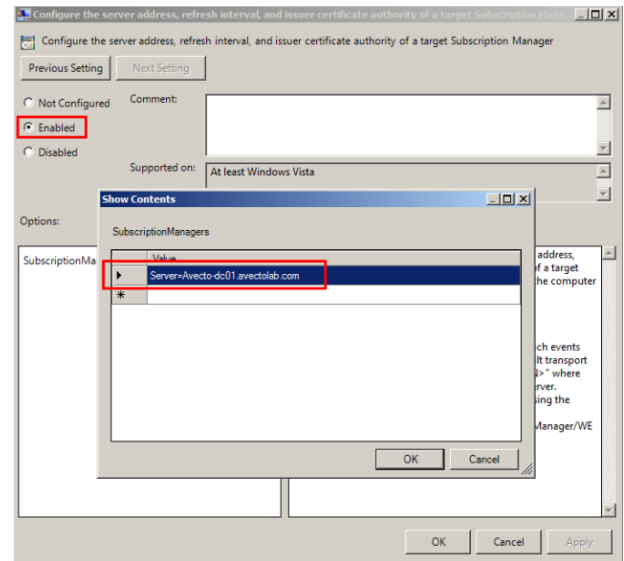 Configure the server address, refresh interval, and issuer certificate authority of a target Subscription Mana...
Configure the server address, refresh interval, and issuer certificate authority of a target Subscription Manager
Previous Setting
Next Setting
Not Configured
Comment:
Enabled
Disabled
Supported on:
At least Windows Vista
Show Contents
Options:
SubscriptionManagers
SubscriptionMa
Value
address,
of a target
the computer
Server=Avecto-dc01.avectolab.com
ch events
lt transport
>" where
rver.
sing the
Manager/WE
OK
Cancel
OK
Cancel
Apply